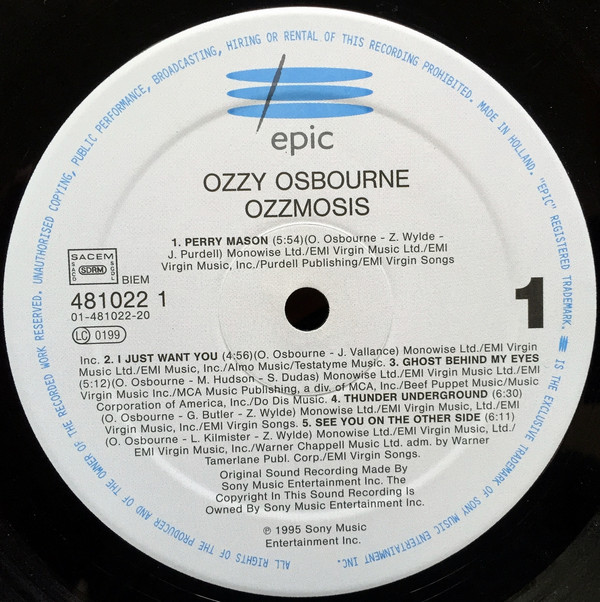 UNAUTHORISED COPYING, PUBLIC PERFORMANCE, BROADCASTING, HIRING OR RENTAL OF THIS RECORDING PROHIBITED. MADE IN HOLLAND. "EPIC" REGISTERED TRADEMARK.
IS THE EXCLUSIVE TRADEMARK OF SONY MUSIC ENTERTAINMENT INC.
ALL RIGHTS OF THE PRODUCER AND OF THE OWNER OF THE RECORDED WORK RESERVED.
epic
OZZY OSBOURNE
OZZMOSIS
1. PERRY MASON (5:54)(O. Osbourne - Z. Wylde -
J. Purdell) Monowise Ltd./EMI Virgin Music Ltd./EMI
Virgin Music, Inc./Purdell Publishing/EMI Virgin Songs
SACEM
SACD SDRM SGDL
BIEM
481022 1
01-481022-20
LC 0199
1
Inc. 2. I JUST WANT YOU (4:56)(O. Osbourne - J. Vallance) Monowise Ltd./EMI Virgin
Music Ltd./EMI Music, Inc./Almo Music/Testatyme Music. 3. GHOST BEHIND MY EYES
(5:12)(O. Osbourne - M. Hudson - S. Dudas) Monowise Ltd./EMI Virgin Music, Ltd./EMI
Virgin Music Inc./MCA Music Publishing, a div. of MCA, Inc./Beef Puppet Music/Music
Corporation of America, Inc./Do Dis Music. 4. THUNDER UNDERGROUND (6:30)
(O. Osbourne - G. Butler - Z. Wylde) Monowise Ltd./EMI Virgin Music, Ltd./EMI
Virgin Music, Inc./EMI Virgin Songs. 5. SEE YOU ON THE OTHER SIDE (6:11)
(O. Osbourne - L. Kilmister - Z. Wylde) Monowise Ltd./EMI Virgin Music, Ltd./
EMI Virgin Music, Inc./Warner Chappell Music Ltd. adm. by Warner
Tamerlane Publ. Corp./EMI Virgin Songs.
Original Sound Recording Made By
Sony Music Entertainment Inc. The
Copyright In This Sound Recording Is
Owned By Sony Music Entertainment Inc.
℗ 1995 Sony Music
Entertainment Inc.